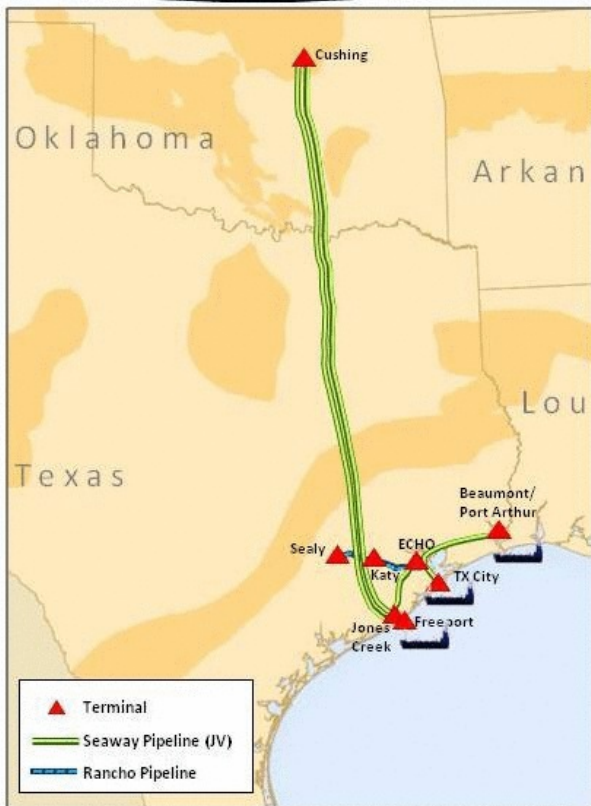 Cushing
Oklahoma
Arkan
Lou
Texas
Beaumont/
Port Arthur
Sealy
ECHO
Katy
TX City
Jones
Creek
Freeport
Terminal
Seaway Pipeline (JV)
Rancho Pipeline